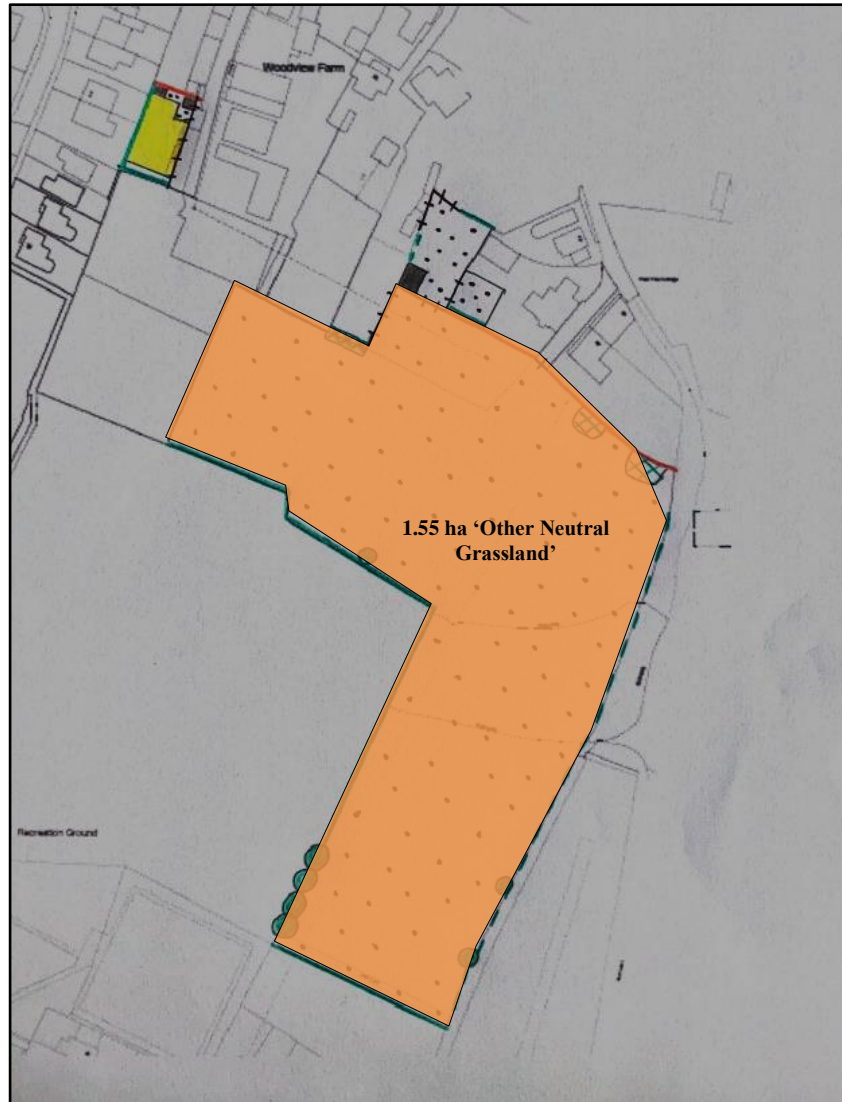 Woodview Farm
1.55 ha ‘Other Neutral
Grassland’
Recreation Ground